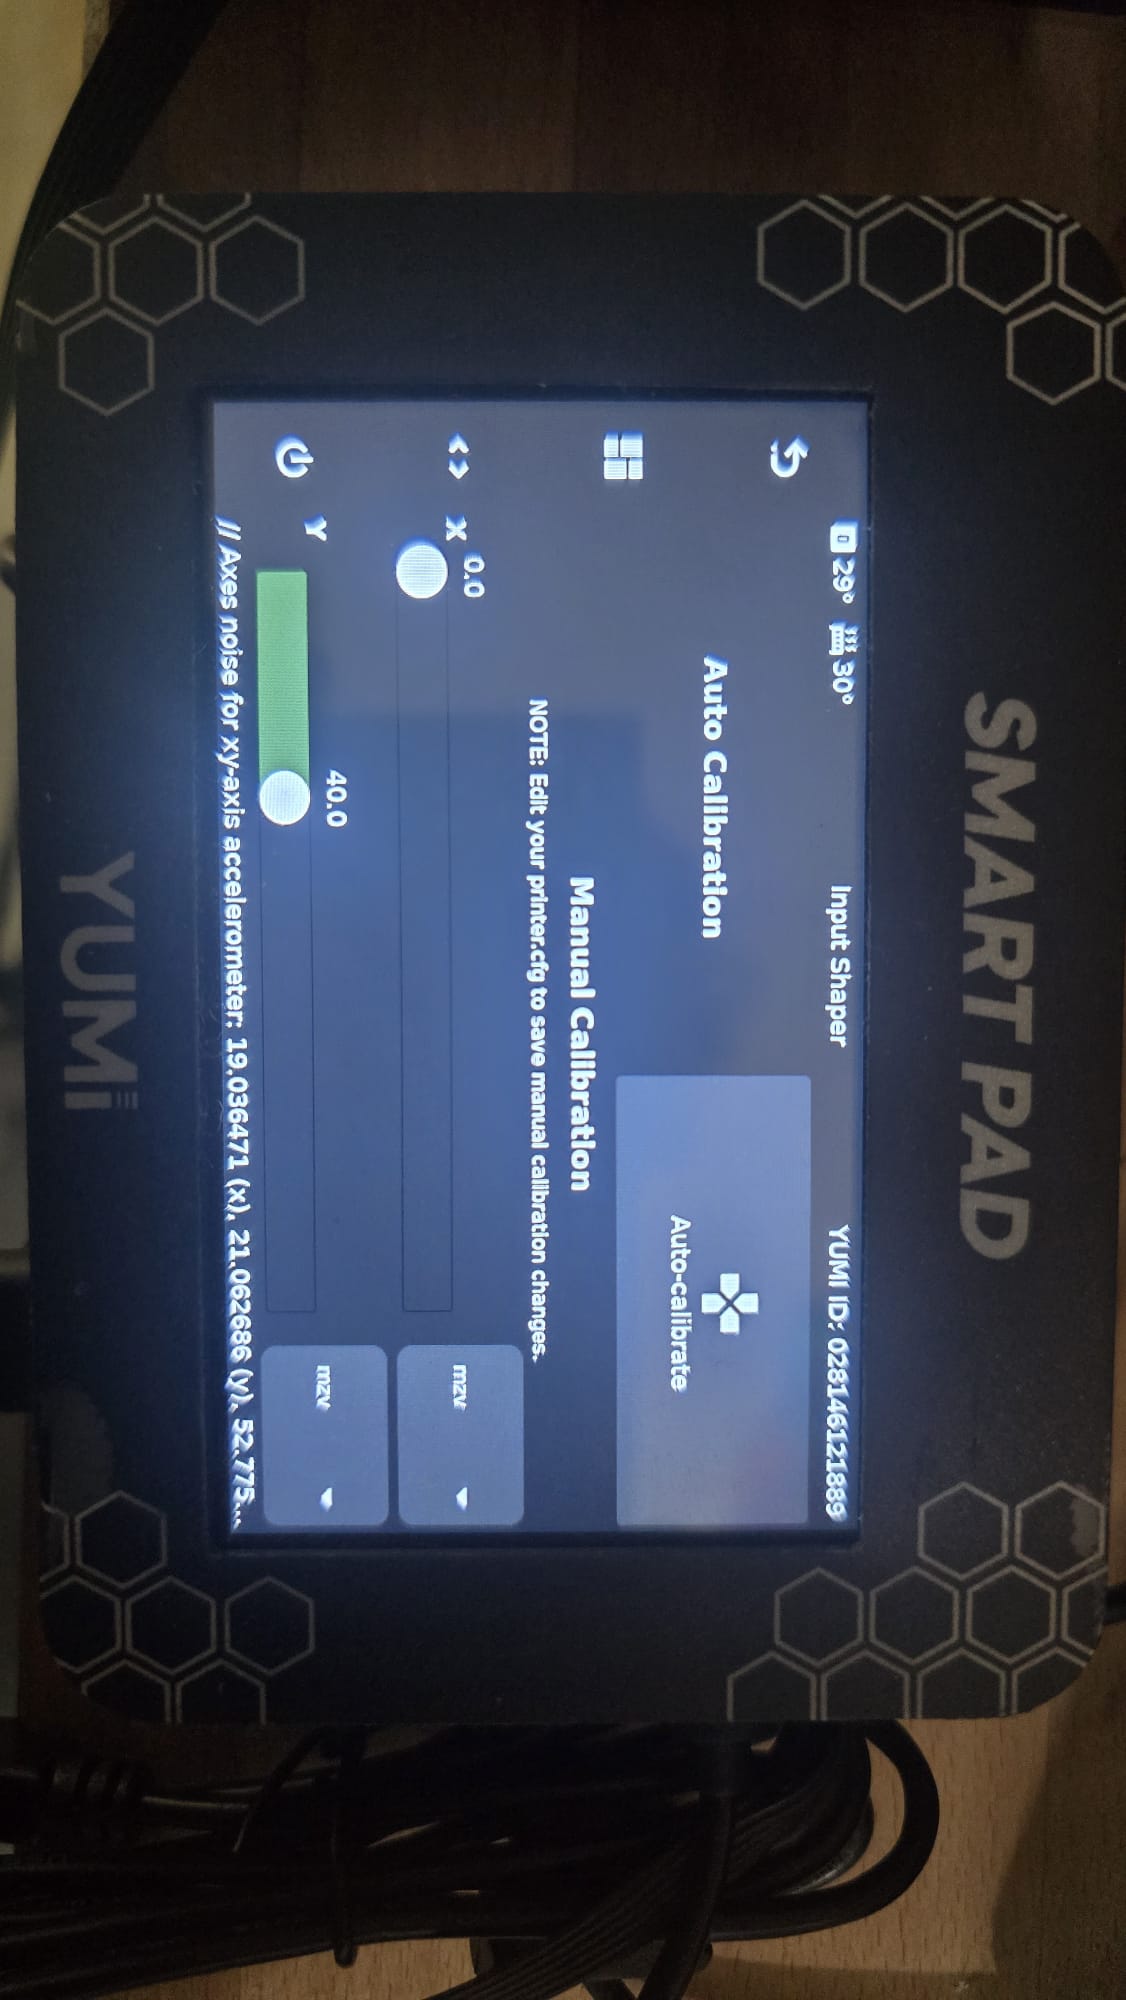 SMART PAD
0 29° 30° Input Shaper YUMI ID: 028146121889
Auto Calibration
Auto-calibrate
Manual Calibration
NOTE: Edit your printer.cfg to save manual calibration changes.
0.0
X
mzv
40.0
Y
mzv
// Axes noise for xy-axis accelerometer: 19.036471 (x), 21.062686 (y), 52.775...
YUMI